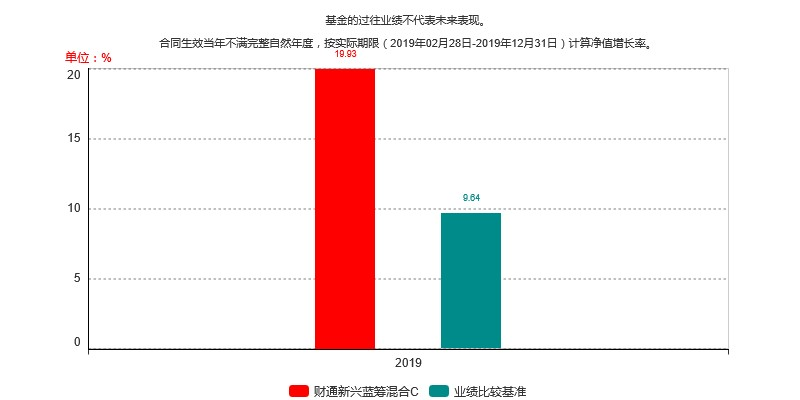 基金的过往业绩不代表未来表现。
合同生效当年不满完整自然年度，按实际期限（2019年02月28日-2019年12月31日）计算净值增长率。
单位：%
19.93
20
15
10
9.64
5
0
2019
财通新兴蓝筹混合C 业绩比较基准